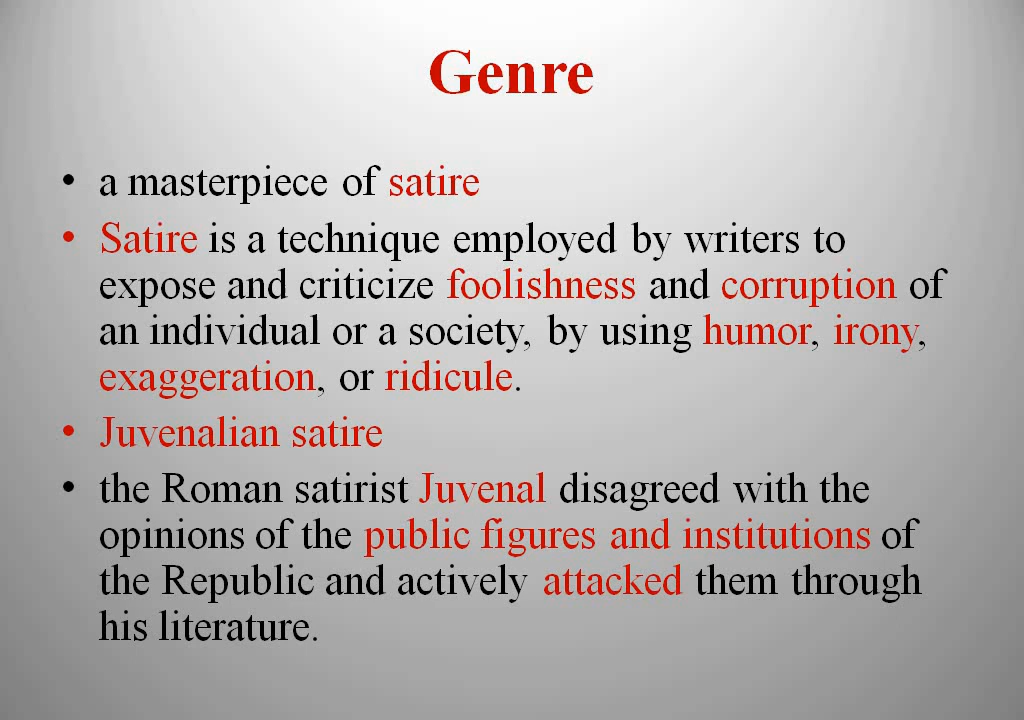 Genre
• a masterpiece of satire
• Satire is a technique employed by writers to
expose and criticize foolishness and corruption of
an individual or a society, by using humor, irony,
exaggeration, or ridicule.
• Juvenalian satire
• the Roman satirist Juvenal disagreed with the
opinions of the public figures and institutions of
the Republic and actively attacked them through
his literature.